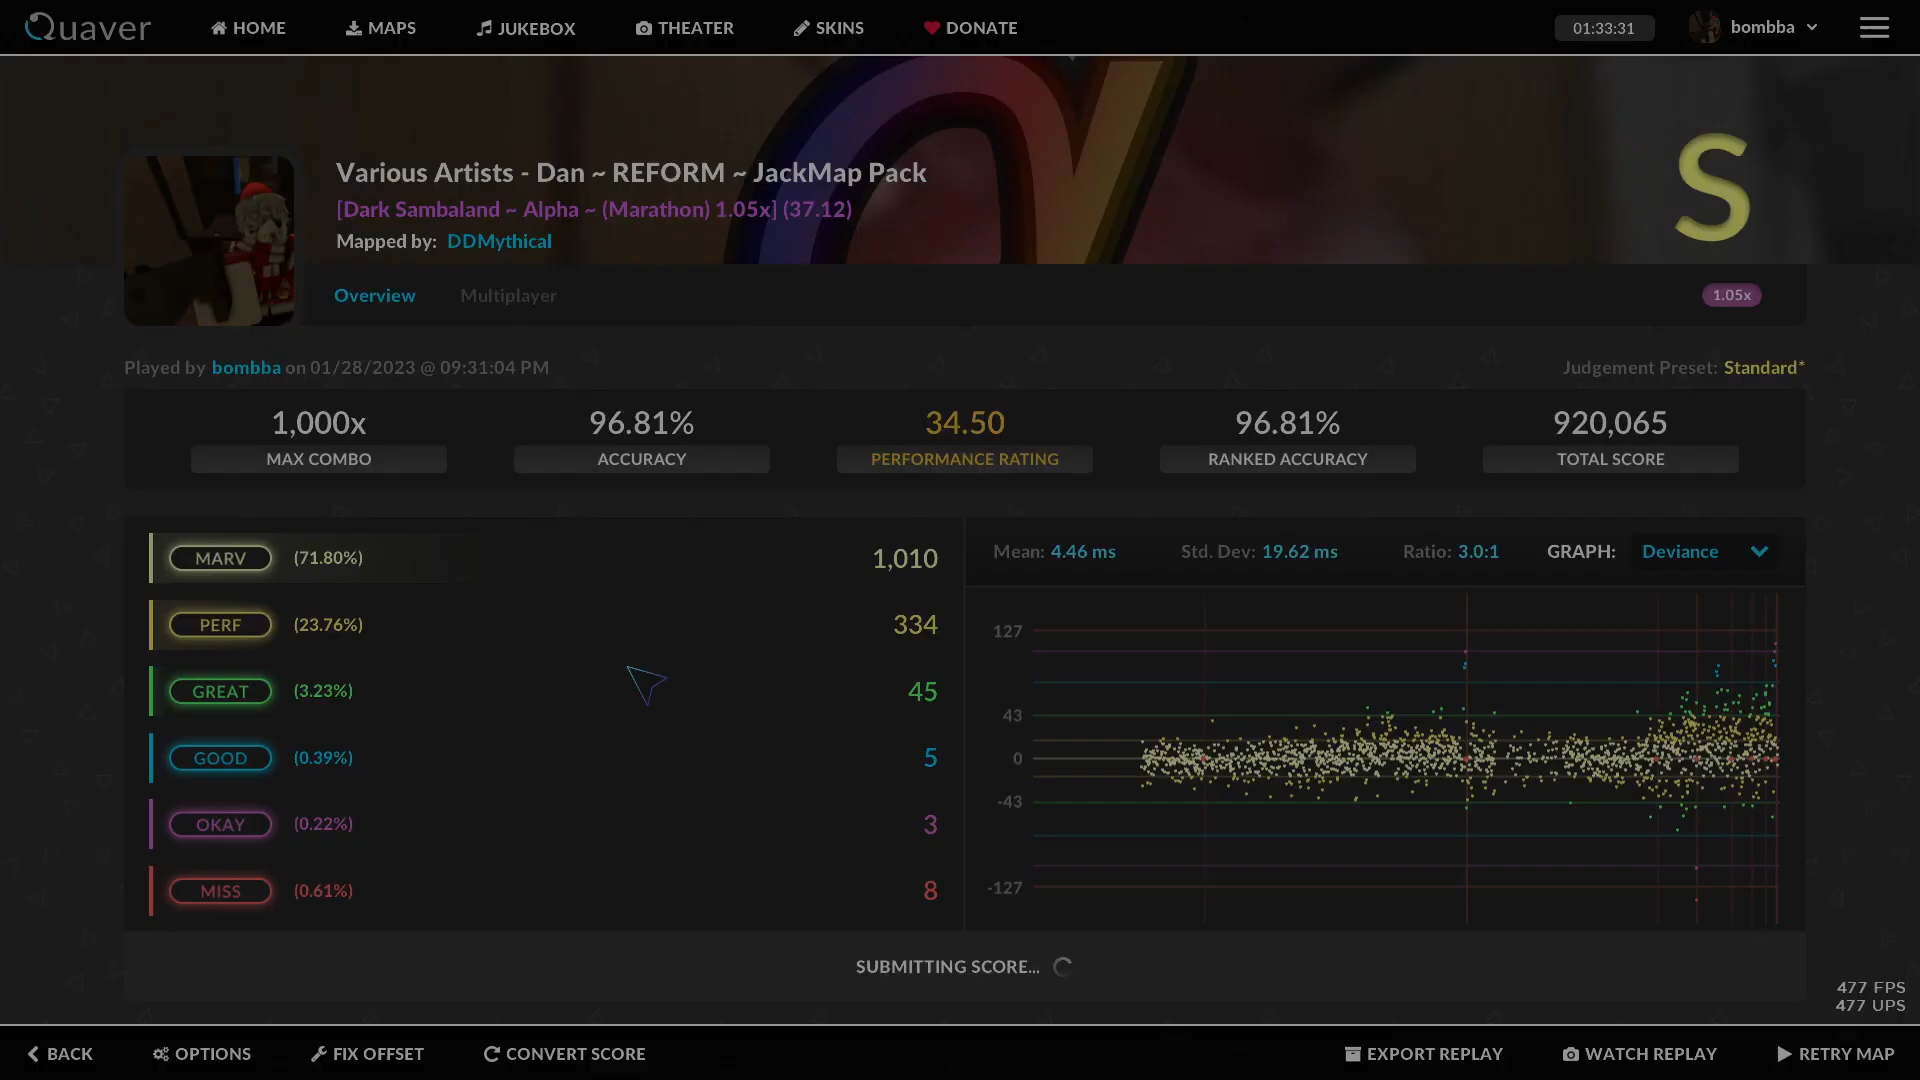 Quaver HOME MAPS JUKEBOX THEATER SKINS DONATE 01:33:31 bombba
Various Artists - Dan ~ REFORM ~ JackMap Pack
[Dark Sambaland ~ Alpha ~ (Marathon) 1.05x] (37.12)
Mapped by: DDMythical
S
Overview Multiplayer 1.05x
Played by bombba on 01/28/2023 @ 09:31:04 PM Judgement Preset: Standard*
1,000x 96.81% 34.50 96.81% 920,065
MAX COMBO ACCURACY PERFORMANCE RATING RANKED ACCURACY TOTAL SCORE
MARV (71.80%) 1,010
PERF (23.76%) 334
GREAT (3.23%) 45
GOOD (0.39%) 5
OKAY (0.22%) 3
MISS (0.61%) 8
Mean: 4.46 ms Std. Dev: 19.62 ms Ratio: 3.0:1 GRAPH: Deviance
127
43
0
-43
-127
SUBMITTING SCORE...
477 FPS
477 UPS
BACK OPTIONS FIX OFFSET CONVERT SCORE EXPORT REPLAY WATCH REPLAY RETRY MAP